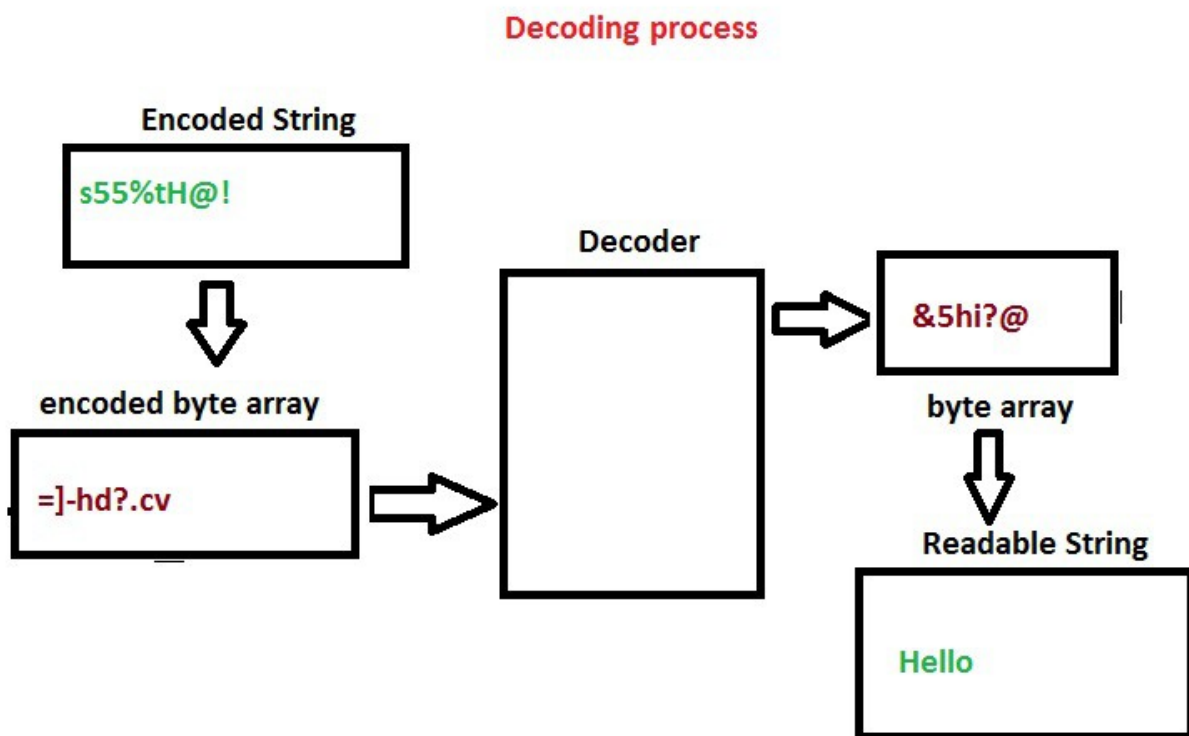 Decoding process
Encoded String
s55%tH@!
encoded byte array
=]-hd?.cv
Decoder
&5hi?@
byte array
Readable String
Hello